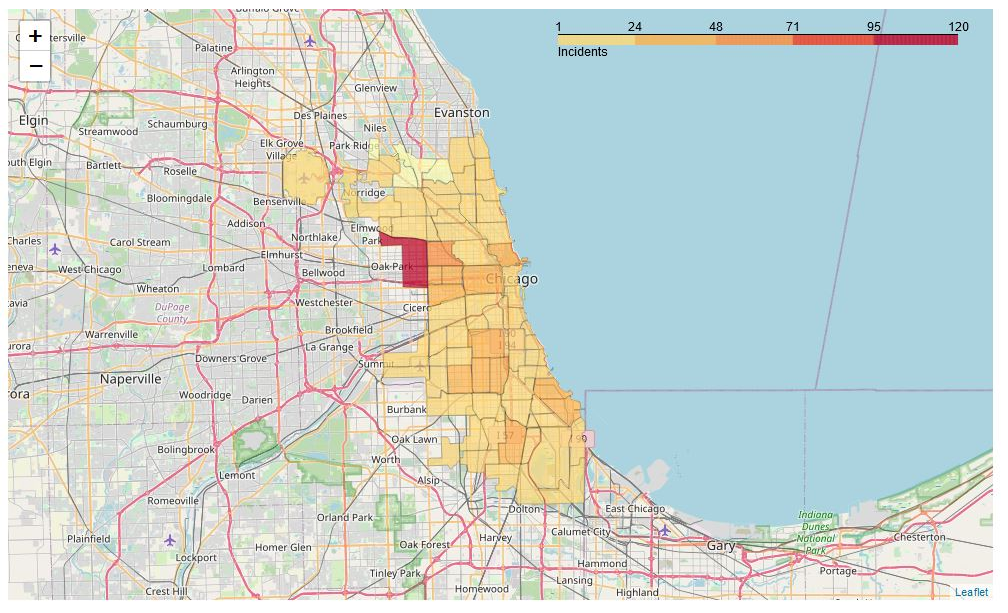 +
−
1 24 48 71 95 120
Incidents
Palatine
Arlington
Heights
Glenview
Evanston
Des Plaines
Niles
Elgin
Streamwood
Schaumburg
Elk Grove
Village
Park Ridge
Bartlett
Roselle
Norridge
Bloomingdale
Bensenville
Addison
Elmwood
Park
Northlake
Carol Stream
Elmhurst
Oak Park
West Chicago
Lombard
Bellwood
Chicago
Wheaton
Westchester
Cicero
DuPage
County
Warrenville
Brookfield
La Grange
Downers Grove
Summit
Naperville
Woodridge
Darien
Burbank
Oak Lawn
Bolingbrook
Worth
Lemont
Alsip
Romeoville
Dolton
East Chicago
Orland Park
Indiana
Dunes
National
Park
Plainfield
Harvey
Calumet City
Chesterton
Oak Forest
Gary
Homer Glen
Lockport
Hammond
Portage
Tinley Park
Lansing
Crest Hill
Homewood
Highland
Leaflet